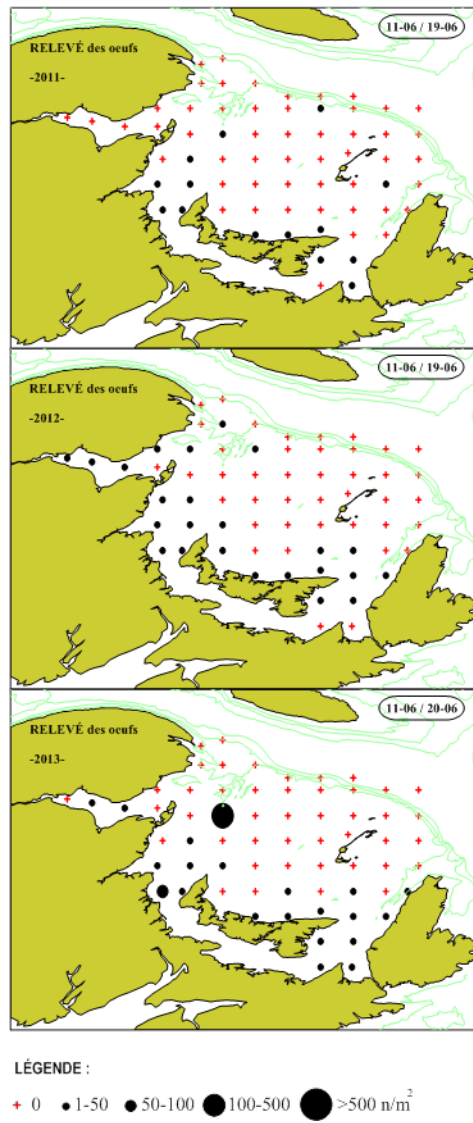 RELEVÉ des oeufs
-2011-
11-06 / 19-06
RELEVÉ des oeufs
-2012-
11-06 / 19-06
RELEVÉ des oeufs
-2013-
11-06 / 20-06
LÉGENDE :
0 1-50 50-100 100-500 >500 n/m²